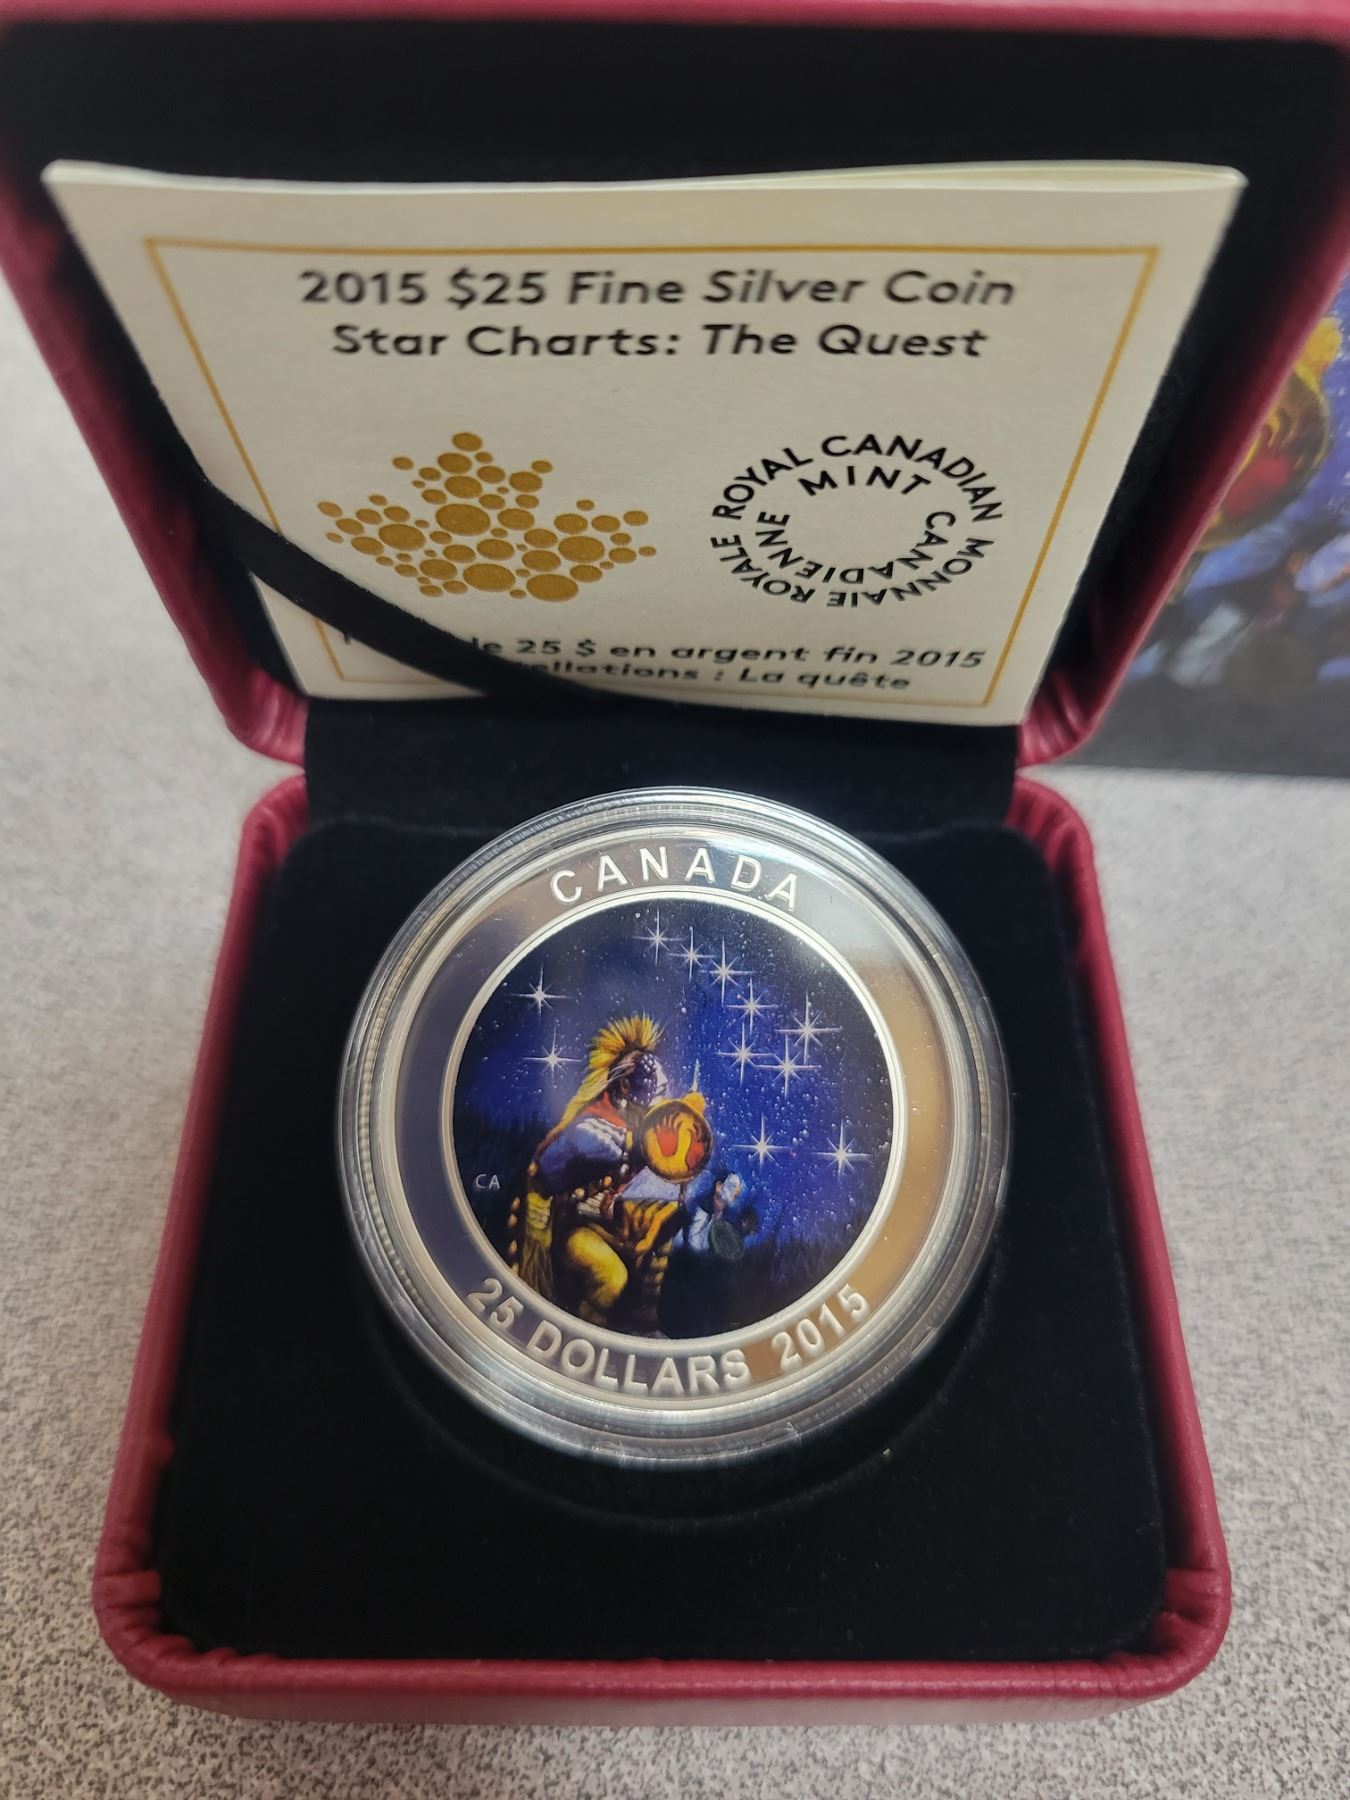 2015 $25 Fine Silver Coin
Star Charts: The Quest
ROYAL CANADIAN MINT
MONNAIE ROYALE CANADIENNE
de 25 $ en argent fin 2015
: La quête
CANADA
CA
25 DOLLARS 2015